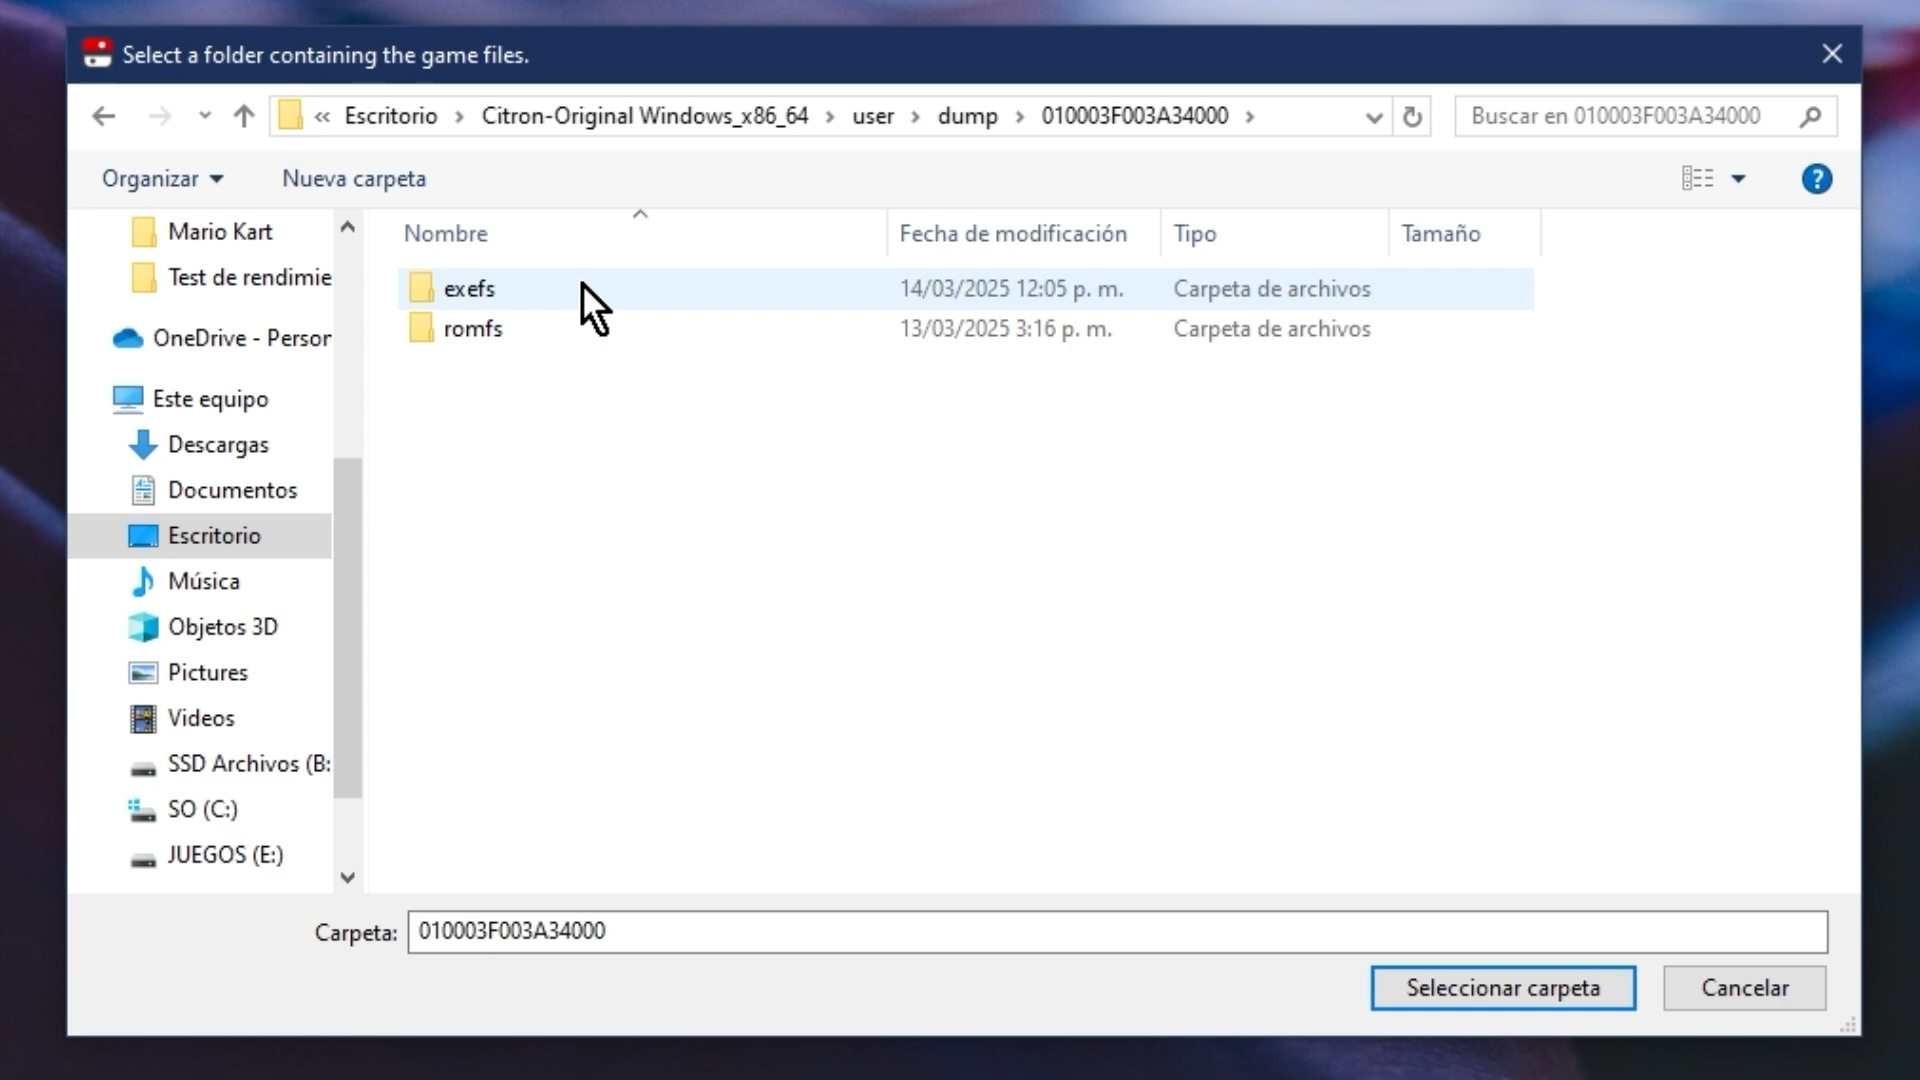 Select a folder containing the game files.
« Escritorio > Citron-Original Windows_x86_64 > user > dump > 010003F003A34000 >
Buscar en 010003F003A34000
Organizar
Nueva carpeta
?
Mario Kart
Test de rendimie
OneDrive - Person
Este equipo
Descargas
Documentos
Escritorio
Música
Objetos 3D
Pictures
Videos
SSD Archivos (B:
SO (C:)
JUEGOS (E:)
Nombre Fecha de modificación Tipo Tamaño
exefs 14/03/2025 12:05 p. m. Carpeta de archivos
romfs 13/03/2025 3:16 p. m. Carpeta de archivos
Carpeta: 010003F003A34000
Seleccionar carpeta
Cancelar